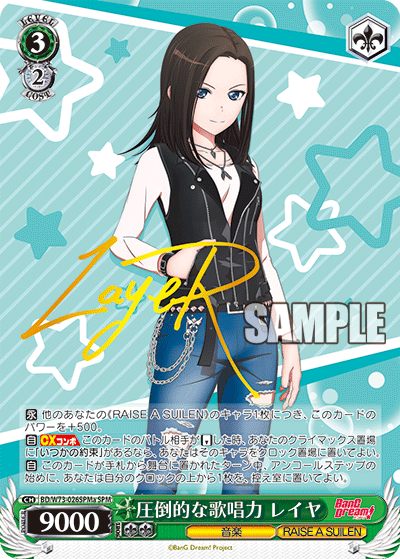 LEVEL
3
2
COST
LayeR
SAMPLE
永 他のあなたの《RAISE A SUILEN》のキャラ1枚につき、このカードの
パワーを+500。
自 CXコンボ このカードのバトル相手が【リバース】した時、あなたのクライマックス置場
に「いつかの約束」があるなら、あなたはそのキャラをクロック置場に置いてよい。
自 このカードが手札から舞台に置かれたターン中、アンコールステップの
始めに、あなたは自分のクロックの上から1枚を、控え室に置いてよい。
CH BD/W73-026SPMa SPM
圧倒的な歌唱力 レイヤ
BanG Dream!
9000
音楽
RAISE A SUILEN
©BanG Dream! Project